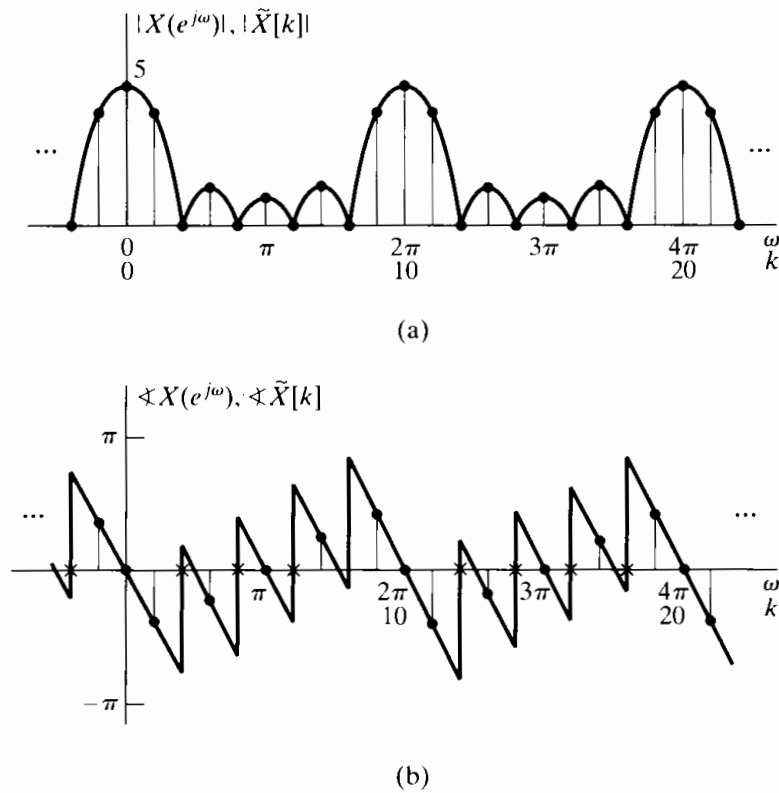 |X(e^{jω})|, |X̃[k]|
5
... ...
0 π 2π 3π 4π ω
0 10 20 k
(a)
∢X(e^{jω}), ∢X̃[k]
π
... ...
π 2π 3π 4π ω
10 20 k
−π
(b)